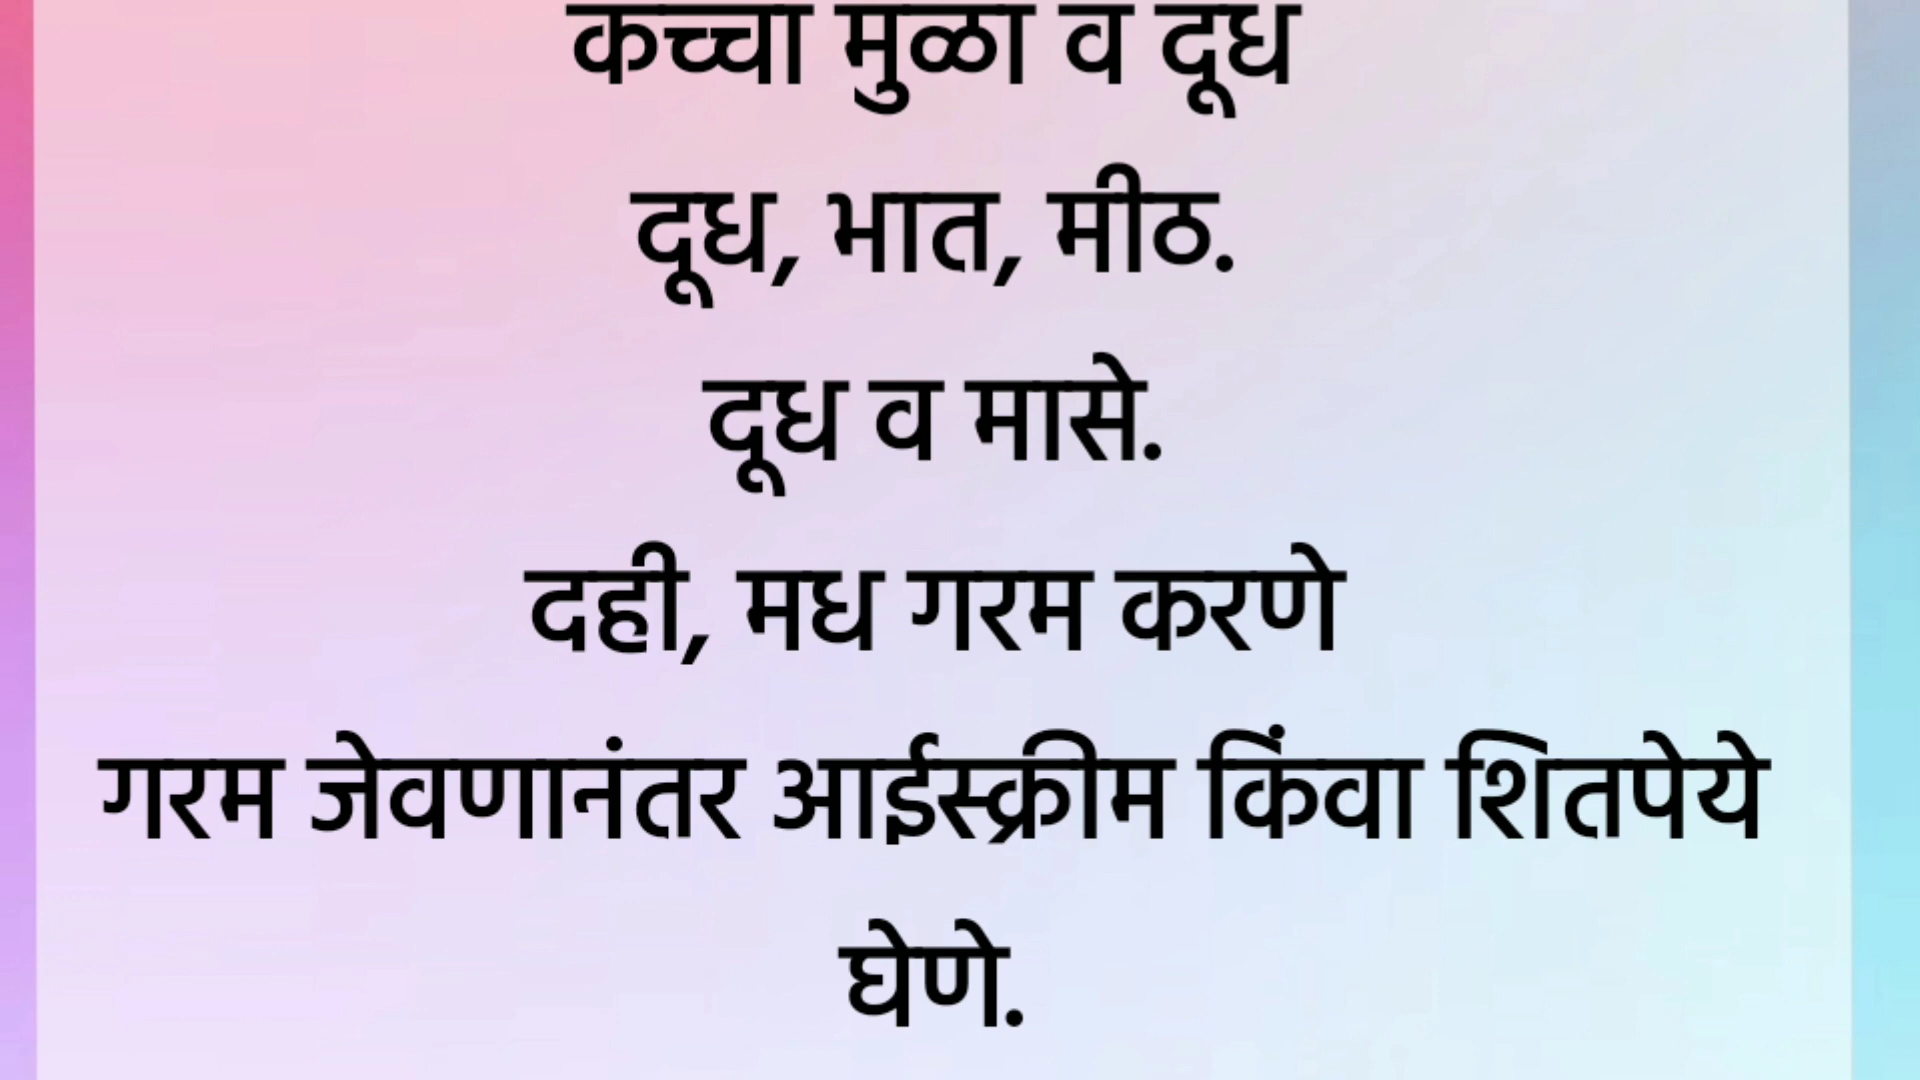 कच्चा मुळा व दूध
दूध, भात, मीठ.
दूध व मासे.
दही, मध गरम करणे
गरम जेवणानंतर आईस्क्रीम किंवा शितपेये
घेणे.